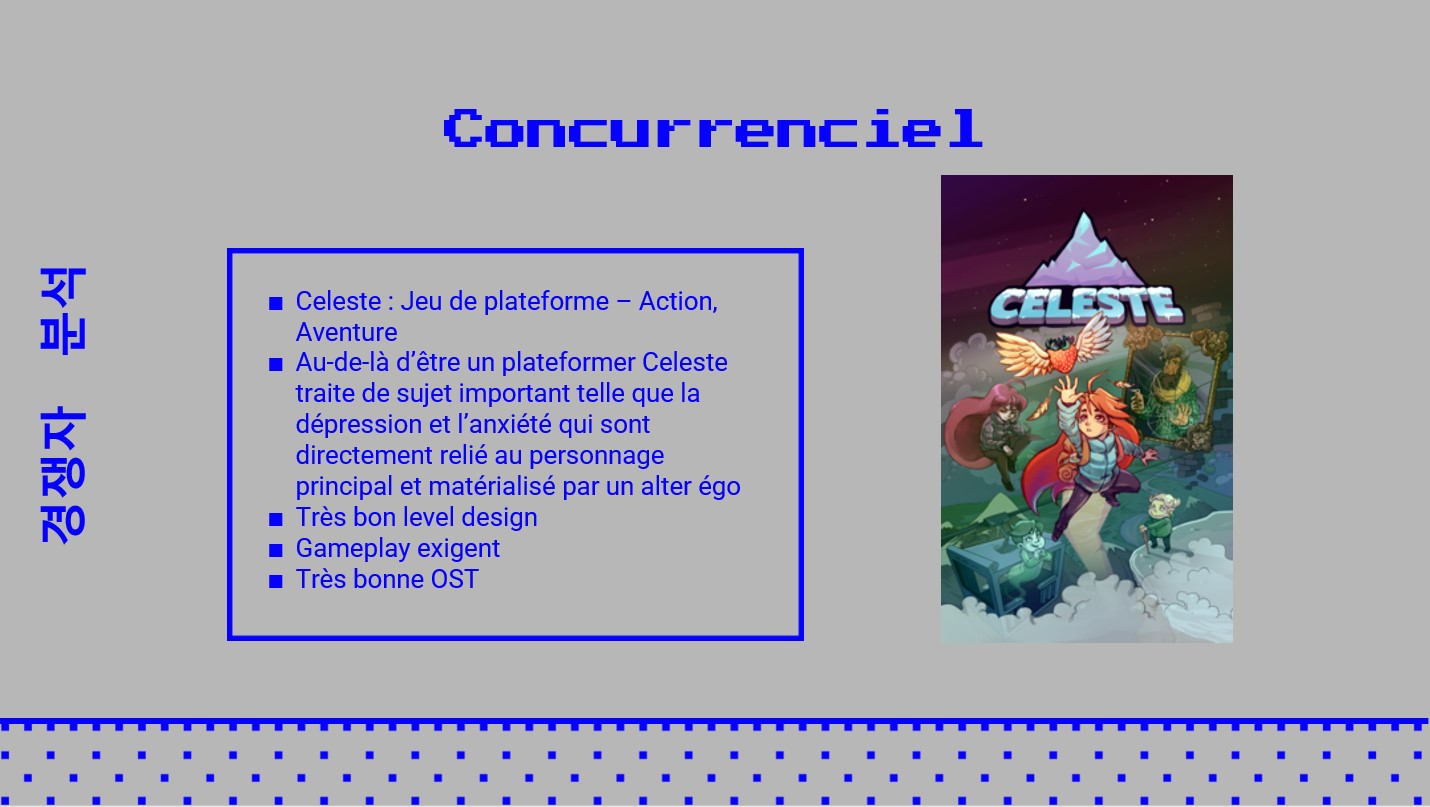 Concurrenciel
경쟁자 분석
■ Celeste : Jeu de plateforme – Action,
Aventure
■ Au-de-là d’être un plateformer Celeste
traite de sujet important telle que la
dépression et l’anxiété qui sont
directement relié au personnage
principal et matérialisé par un alter égo
■ Très bon level design
■ Gameplay exigent
■ Très bonne OST
CELESTE